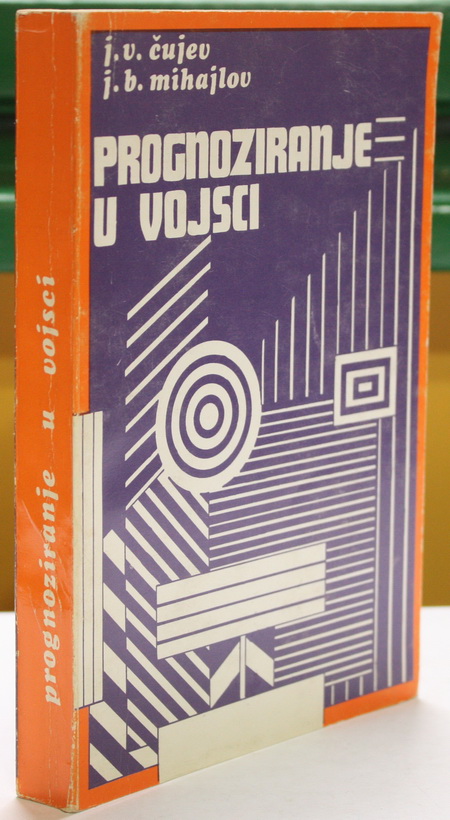 j. v. čujev
j. b. mihajlov
PROGNOZIRANJE
U VOJSCI
prognoziranje u vojsci